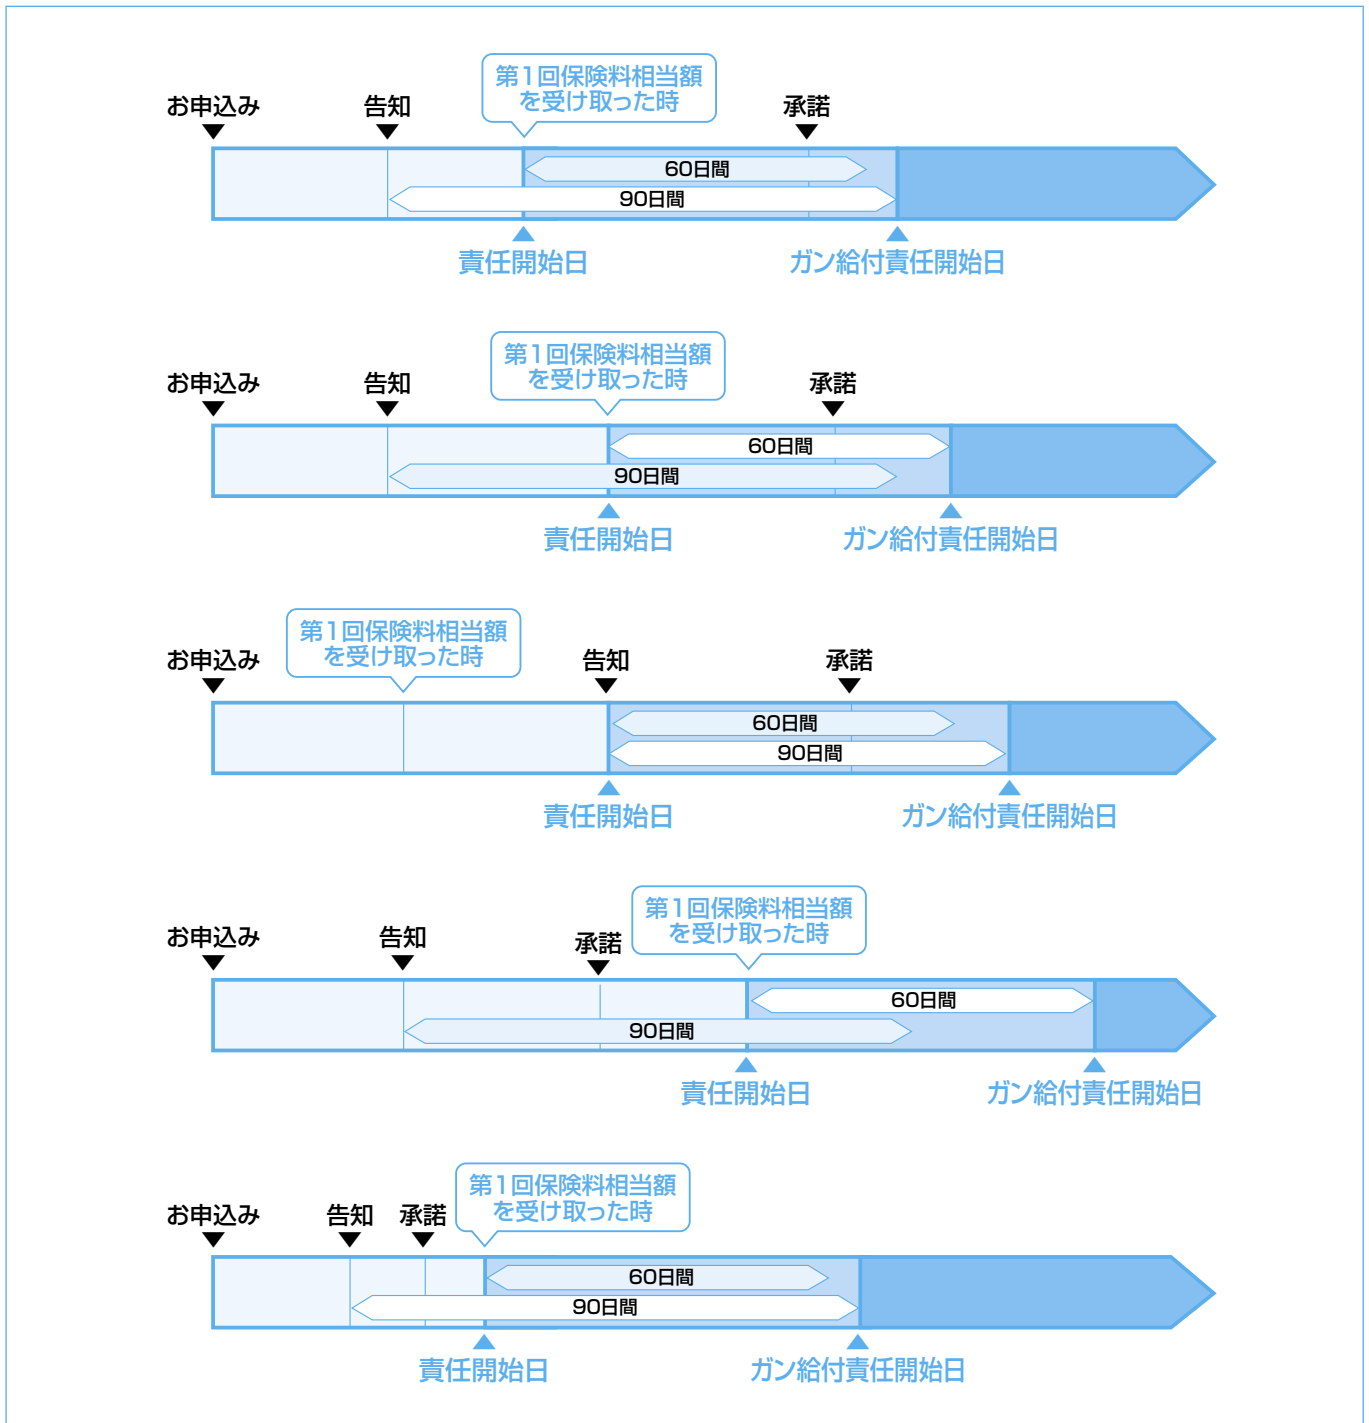 第1回保険料相当額
を受け取った時
お申込み
告知
承諾
60日間
90日間
責任開始日
ガン給付責任開始日
第1回保険料相当額
を受け取った時
お申込み
告知
承諾
60日間
90日間
責任開始日
ガン給付責任開始日
第1回保険料相当額
を受け取った時
お申込み
告知
承諾
60日間
90日間
責任開始日
ガン給付責任開始日
第1回保険料相当額
を受け取った時
お申込み
告知
承諾
60日間
90日間
責任開始日
ガン給付責任開始日
第1回保険料相当額
を受け取った時
お申込み
告知
承諾
60日間
90日間
責任開始日
ガン給付責任開始日